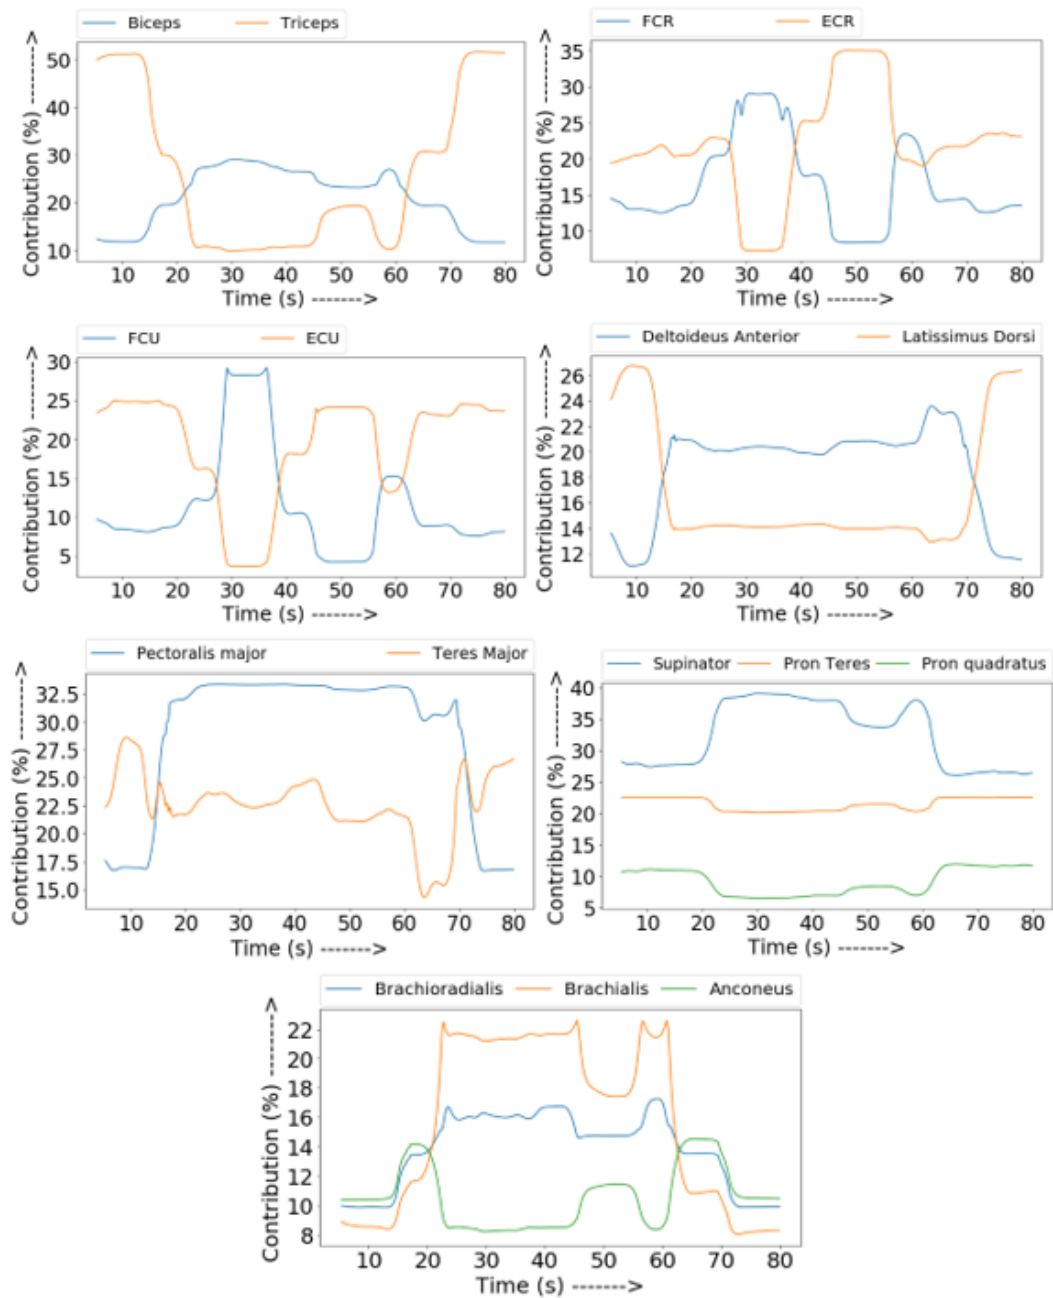 Biceps Triceps
Contribution (%) ------->
50
40
30
20
10
10 20 30 40 50 60 70 80
Time (s) ------->
FCR ECR
Contribution (%) ------->
35
30
25
20
15
10
10 20 30 40 50 60 70 80
Time (s) ------->
FCU ECU
Contribution (%) ------->
30
25
20
15
10
5
10 20 30 40 50 60 70 80
Time (s) ------->
Deltoideus Anterior Latissimus Dorsi
Contribution (%) ------->
26
24
22
20
18
16
14
12
10 20 30 40 50 60 70 80
Time (s) ------->
Pectoralis major Teres Major
Contribution (%) ------->
32.5
30.0
27.5
25.0
22.5
20.0
17.5
15.0
10 20 30 40 50 60 70 80
Time (s) ------->
Supinator Pron Teres Pron quadratus
Contribution (%) ------->
40
35
30
25
20
15
10
5
10 20 30 40 50 60 70 80
Time (s) ------->
Brachioradialis Brachialis Anconeus
Contribution (%) ------->
22
20
18
16
14
12
10
8
10 20 30 40 50 60 70 80
Time (s) ------->